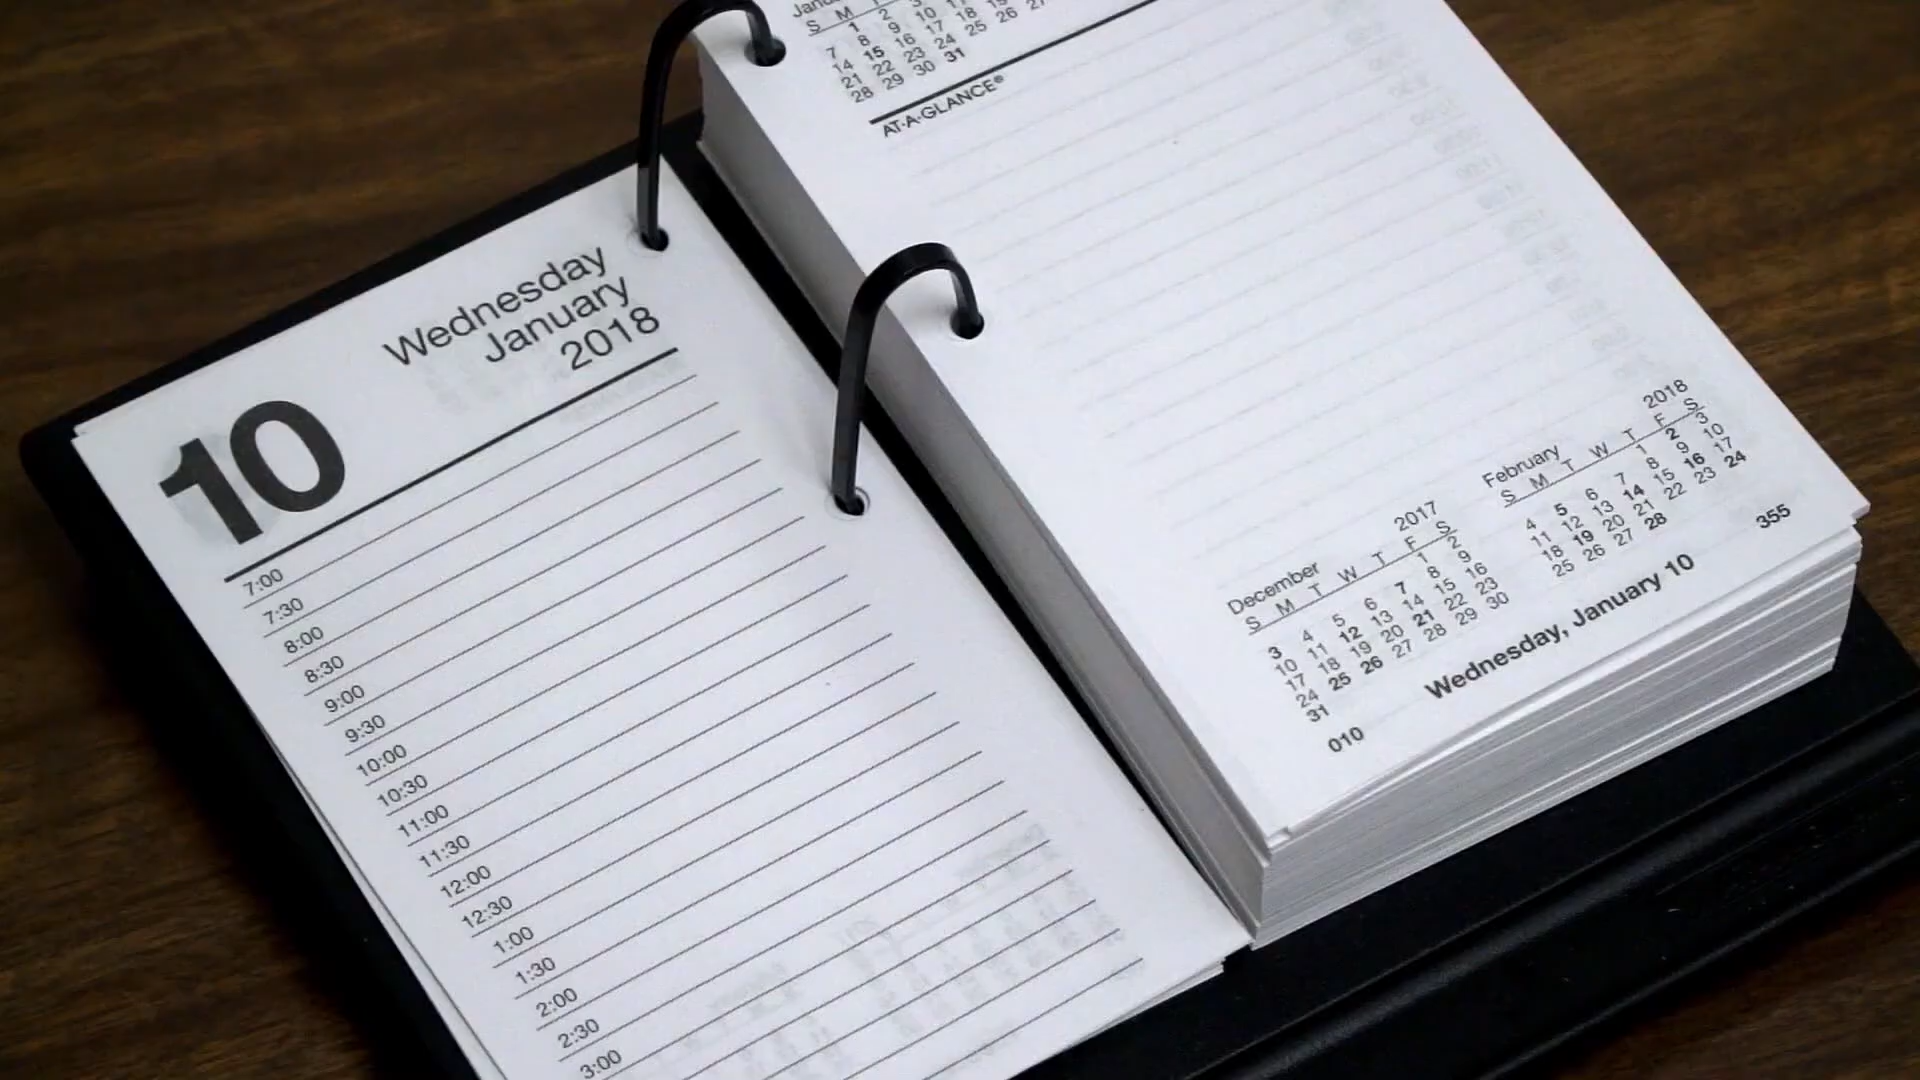 Wednesday
January
2018
10
7:00
7:30
8:00
8:30
9:00
9:30
10:00
10:30
11:00
11:30
12:00
12:30
1:00
1:30
2:00
2:30
3:00
S M
1 2
7 8 9 10 17 18
14 15 16 17 18
21 22 23 24 25 26 27
28 29 30 31
AT-A-GLANCE®
December 2017
S M T W T F S
1 2
3 4 5 6 7 8 9
10 11 12 13 14 15 16
17 18 19 20 21 22 23
24 25 26 27 28 29 30
31
February 2018
S M T W T F S
1 2 3
4 5 6 7 8 9 10
11 12 13 14 15 16 17
18 19 20 21 22 23 24
25 26 27 28
010
Wednesday, January 10
355